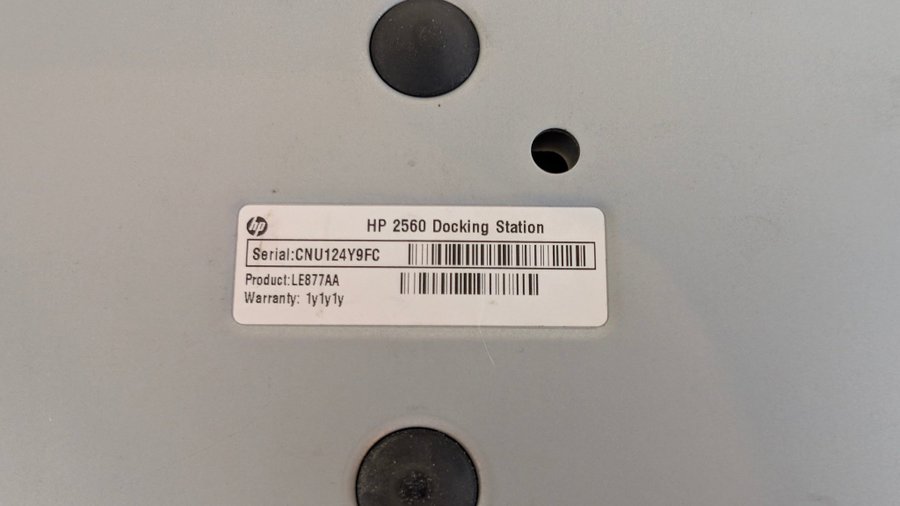 hp
HP 2560 Docking Station
Serial:CNU124Y9FC
Product:LE877AA
Warranty: 1y1y1y